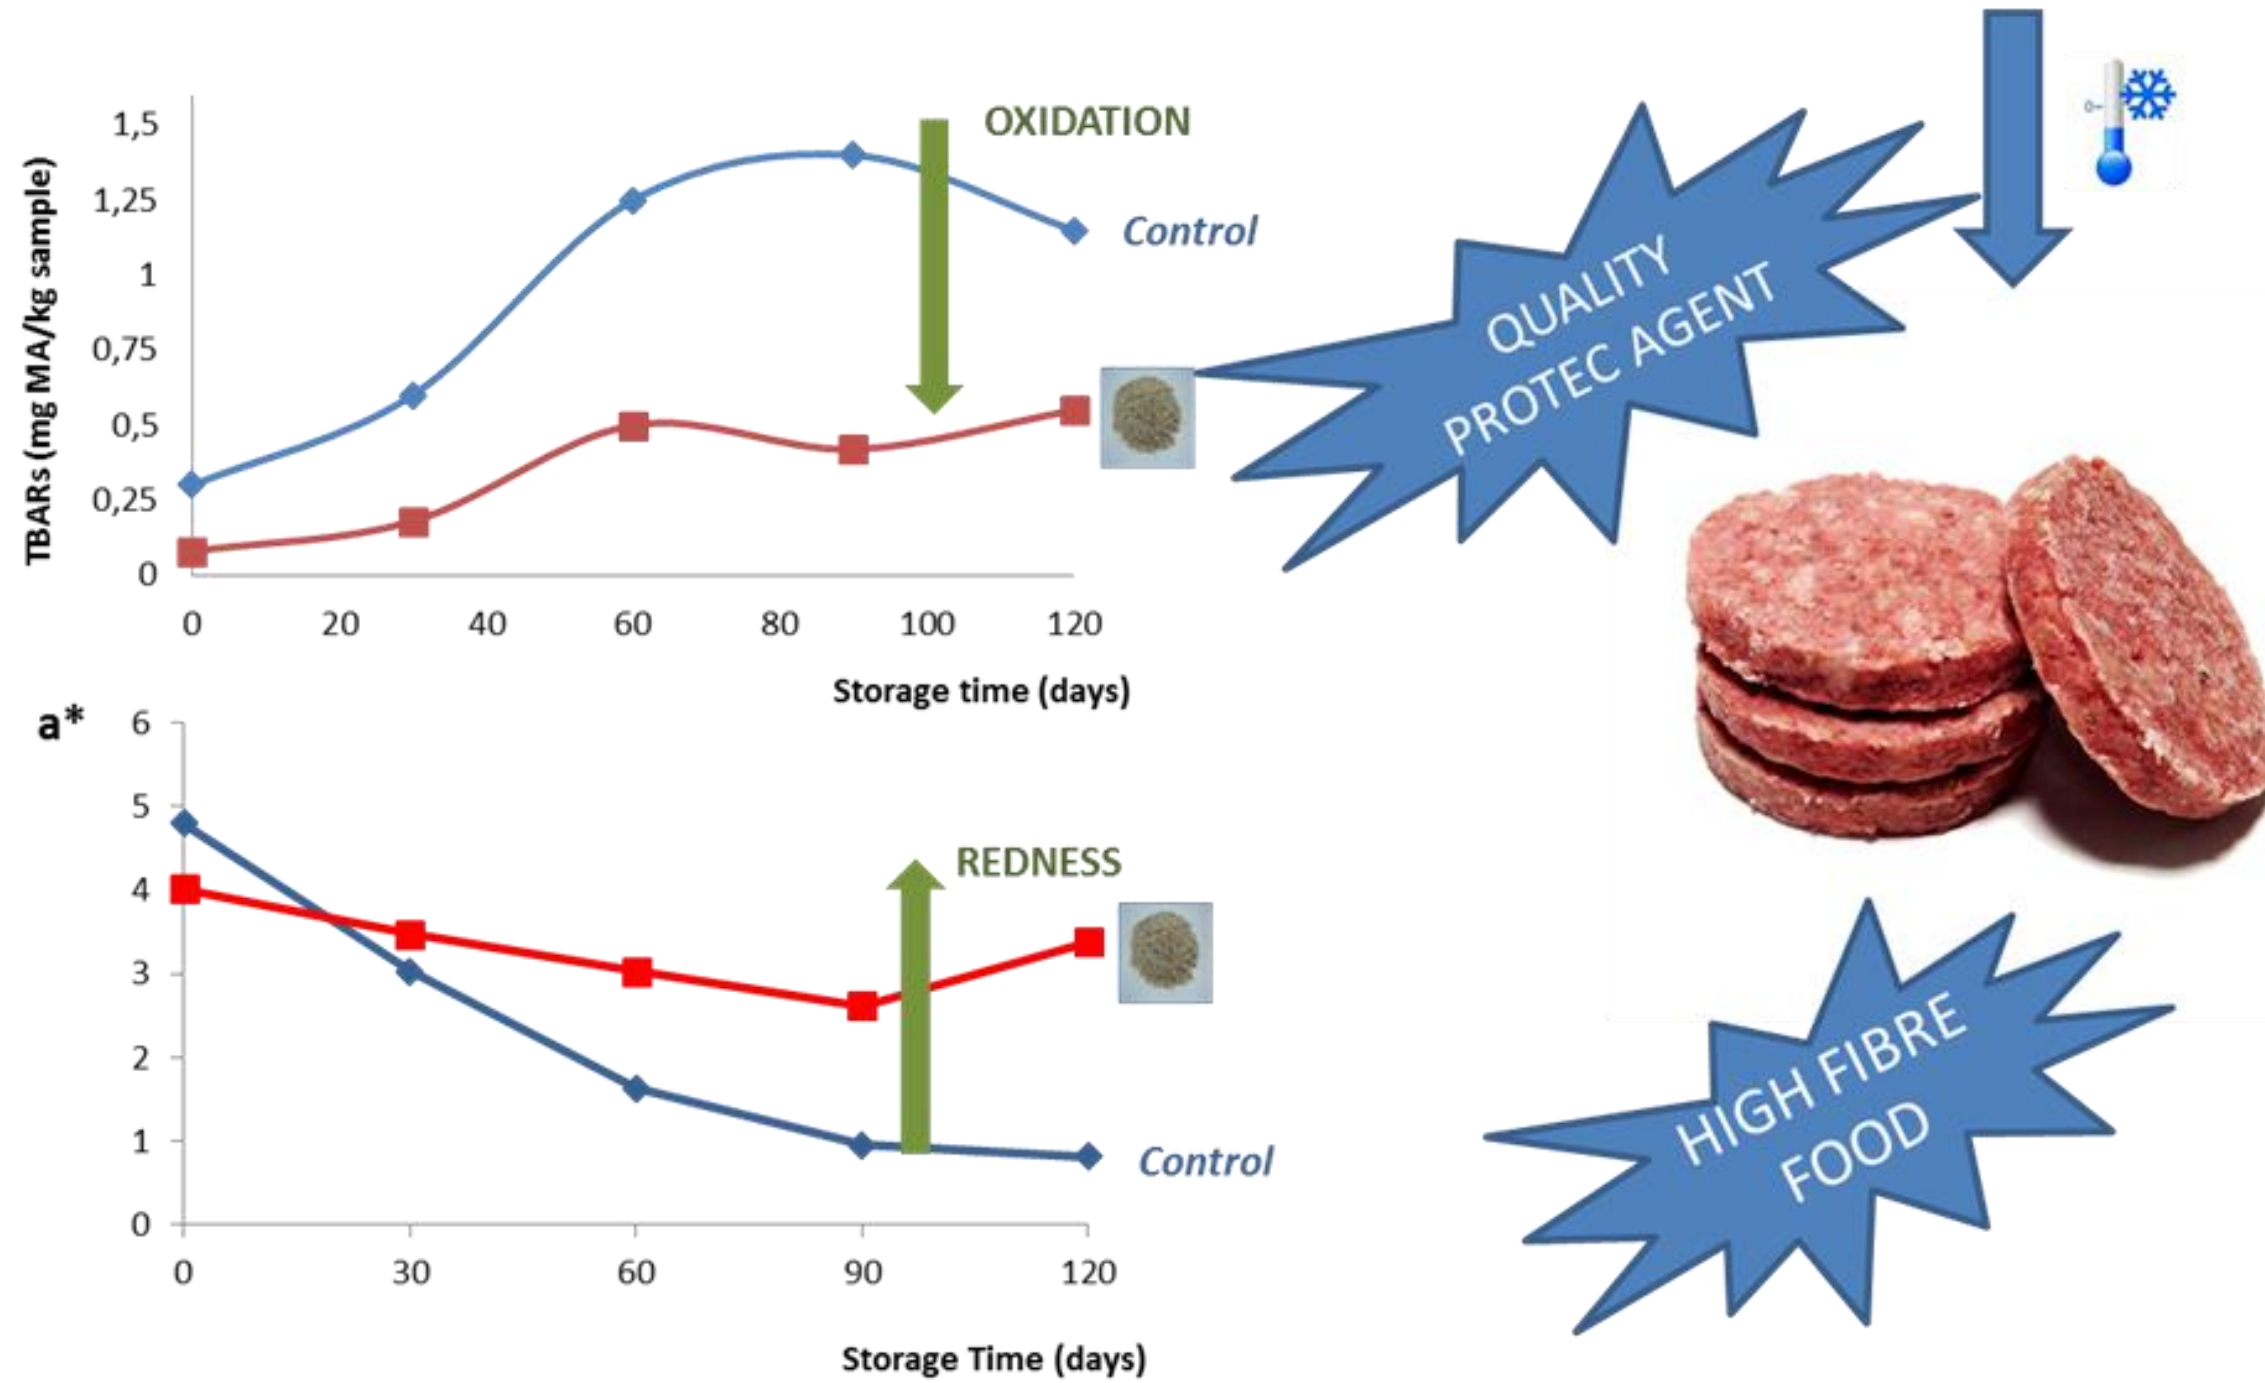 1,5
1,25
1
0,75
0,5
0,25
0
TBARs (mg MA/kg sample)
OXIDATION
Control
0 20 40 60 80 100 120
Storage time (days)
QUALITY
PROTEC AGENT
0
a*
6
5
4
3
2
1
0
REDNESS
Control
0 30 60 90 120
Storage Time (days)
HIGH FIBRE
FOOD